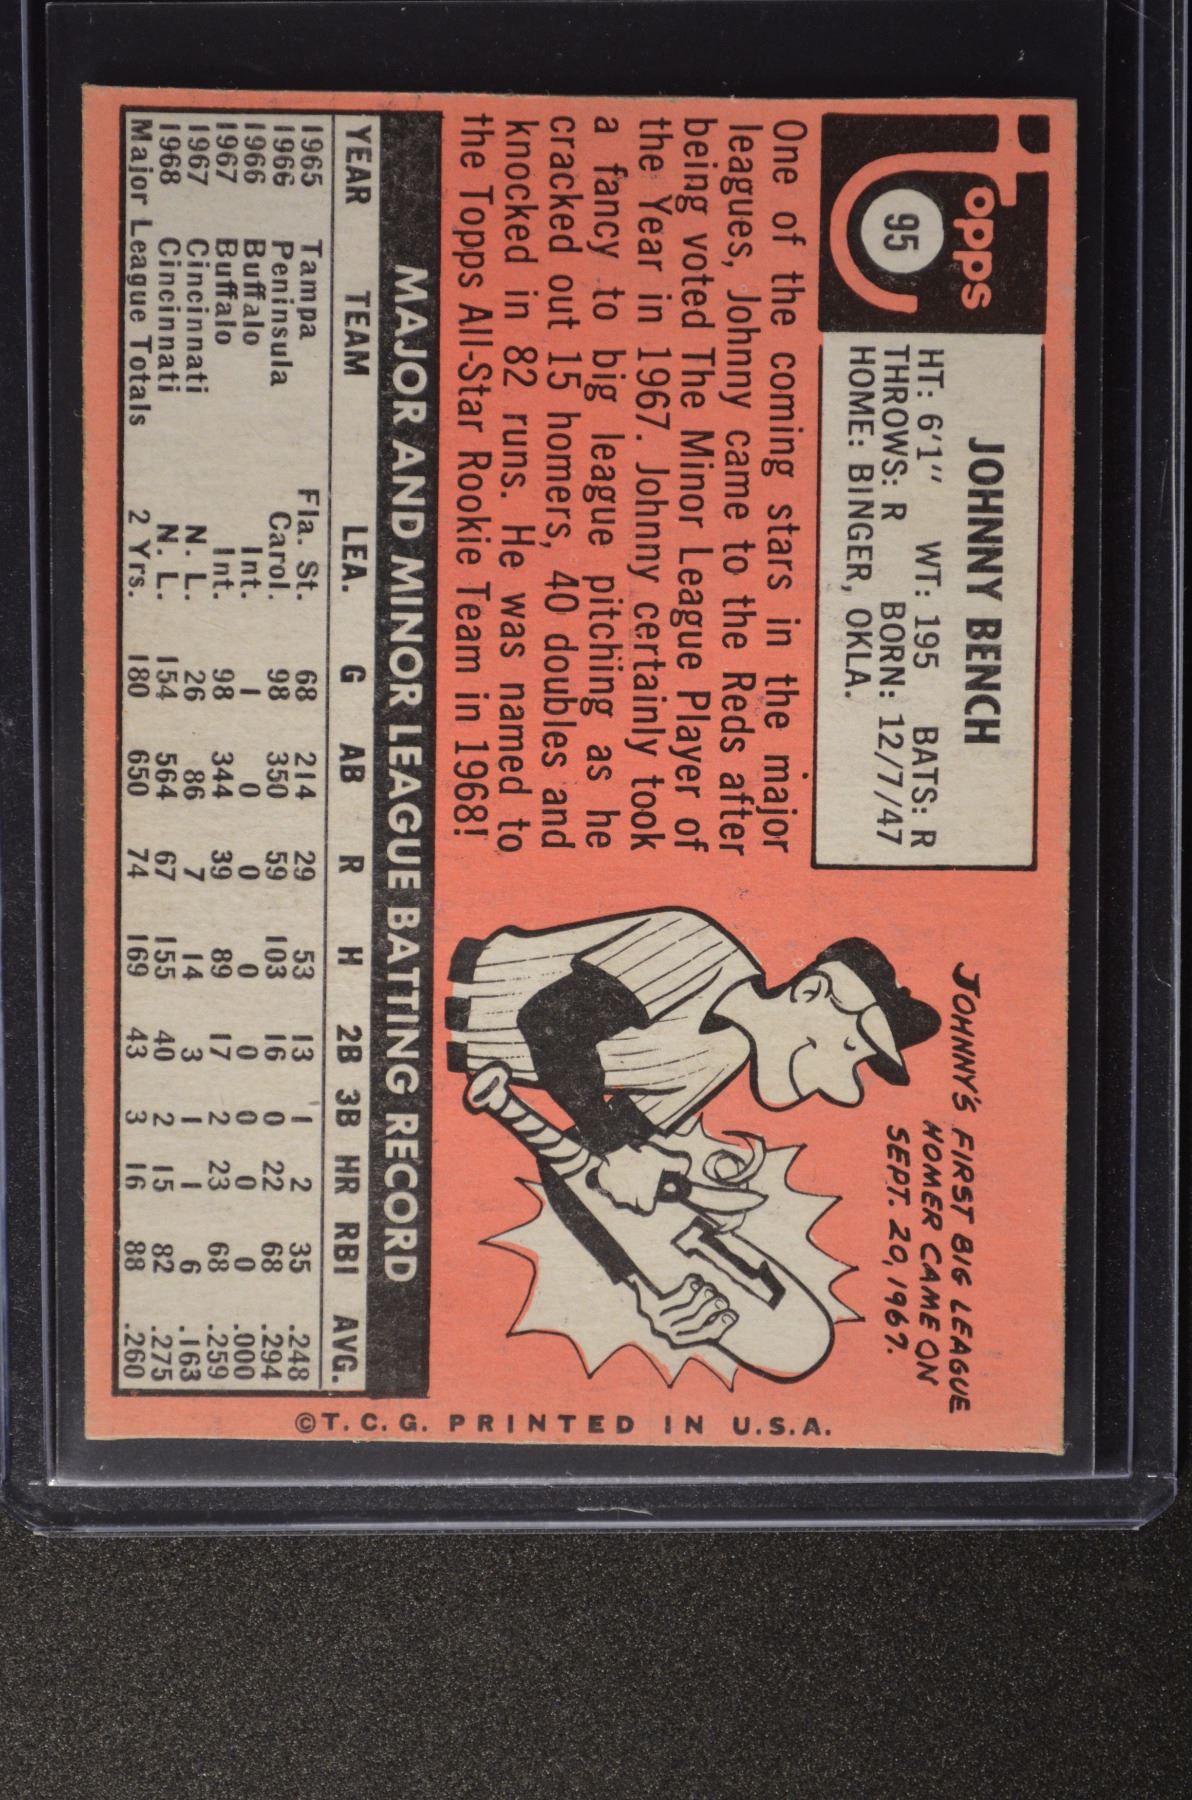 Topps
95
JOHNNY BENCH
HT: 6'1" WT: 195 BATS: R
THROWS: R BORN: 12/7/47
HOME: BINGER, OKLA.
One of the coming stars in the major
leagues, Johnny came to the Reds after
being voted The Minor League Player of
the Year in 1967. Johnny certainly took
a fancy to big league pitching as he
cracked out 15 homers, 40 doubles and
knocked in 82 runs. He was named to
the Topps All-Star Rookie Team in 1968!
JOHNNY'S FIRST BIG LEAGUE
HOMER CAME ON
SEPT. 20, 1967.
1
MAJOR AND MINOR LEAGUE BATTING RECORD
YEAR TEAM LEA. G AB R H 2B 3B HR RBI AVG.
1965 Tampa Fla. St. 68 214 29 53 13 1 2 35 .248
1966 Peninsula Carol. 98 350 59 103 16 0 22 68 .294
1966 Buffalo Int. 1 0 0 0 0 0 0 0 .000
1967 Buffalo Int. 98 344 39 89 17 2 23 68 .259
1967 Cincinnati N. L. 26 86 7 14 3 1 1 6 .163
1968 Cincinnati N. L. 154 564 67 155 40 2 15 82 .275
Major League Totals 2 Yrs. 180 650 74 169 43 3 16 88 .260
©T.C.G. PRINTED IN U.S.A.